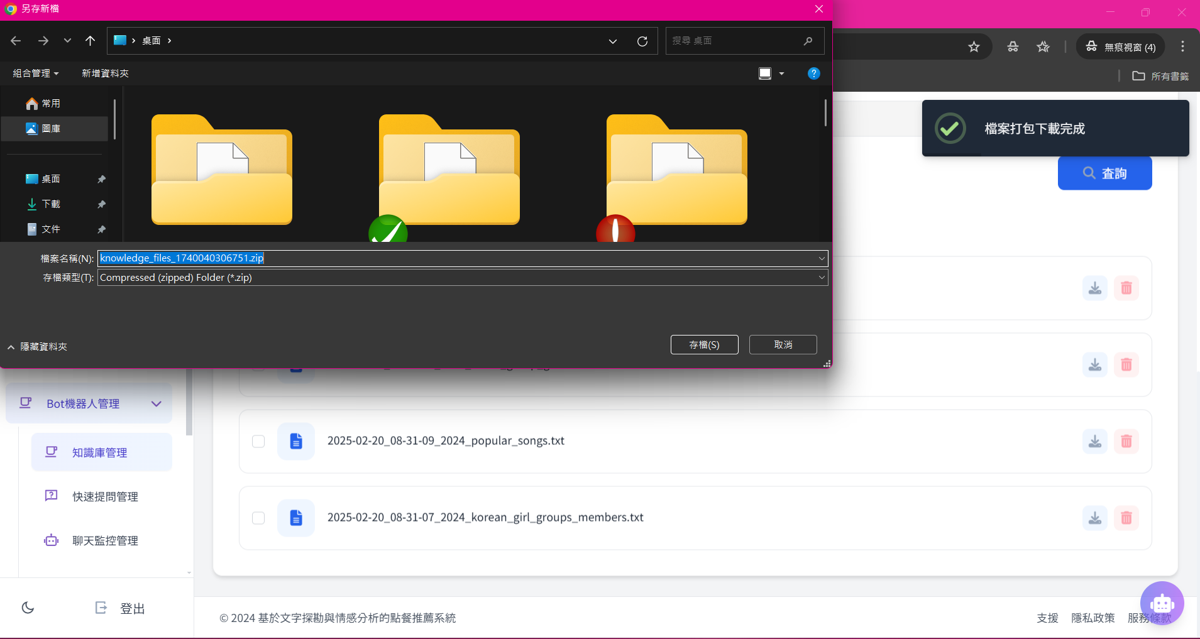 另存新檔
桌面
搜尋 桌面
無痕視窗 (4)
組合管理
新增資料夾
所有書籤
常用
圖庫
桌面
下載
文件
檔案打包下載完成
查詢
檔案名稱(N):
knowledge_files_1740040306751.zip
存檔類型(T):
Compressed (zipped) Folder (*.zip)
隱藏資料夾
存檔(S)
取消
Bot機器人管理
知識庫管理
快速提問管理
聊天監控管理
登出
2025-02-20_08-31-09_2024_popular_songs.txt
2025-02-20_08-31-07_2024_korean_girl_groups_members.txt
© 2024 基於文字探勘與情感分析的點餐推薦系統
支援
隱私政策
服務條款